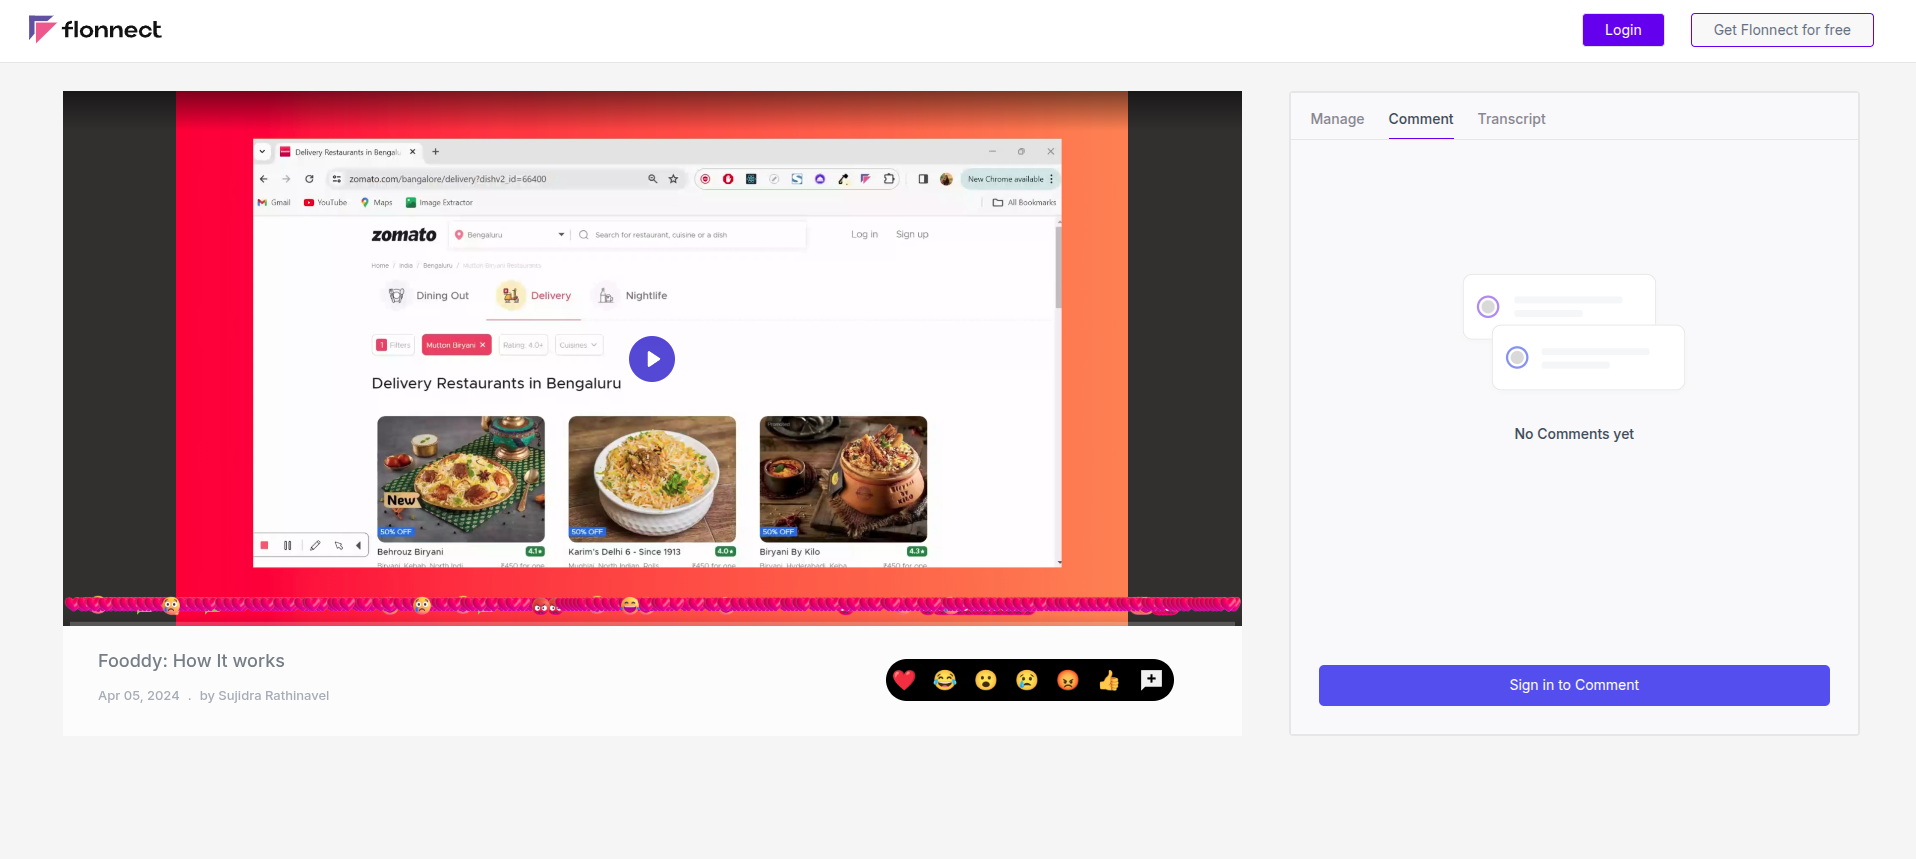 flonnect
Login
Get Flonnect for free
Manage
Comment
Transcript
Delivery Restaurants in Bengalu
zomato.com/bangalore/delivery?dishv2_id=66400
New Chrome available
Gmail
YouTube
Maps
Image Extractor
All Bookmarks
zomato
Bengaluru
Search for restaurant, cuisine or a dish
Log in
Sign up
Home / India / Bengaluru / Mutton Biryani Restaurants
Dining Out
Delivery
Nightlife
1 Filters
Mutton Biryani
Rating: 4.0+
Cuisines
Delivery Restaurants in Bengaluru
Promoted
New
50% OFF
50% OFF
50% OFF
Behrouz Biryani
4.1
Karim's Delhi 6 - Since 1913
4.0
Biryani By Kilo
4.3
Biryani, Kebab, North Indi
₹450 for one
Mughlai, North Indian, Rolls
₹450 for one
Biryani, Hyderabadi, Keba
₹450 for one
No Comments yet
Fooddy: How It works
Apr 05, 2024 . by Sujidra Rathinavel
Sign in to Comment